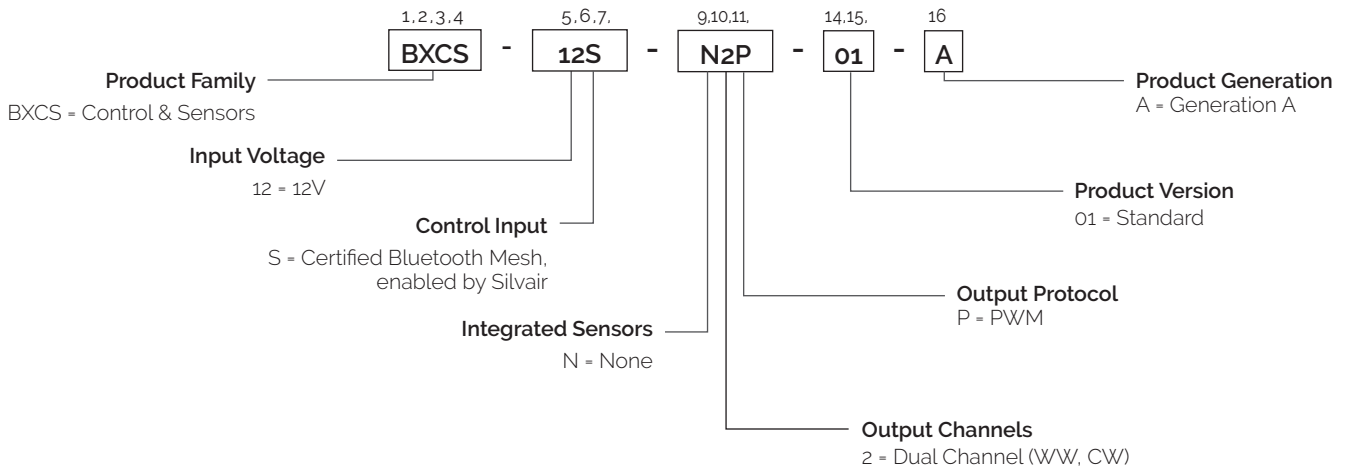 1,2,3,4 5,6,7, 9,10,11, 14,15, 16
BXCS - 12S - N2P - 01 - A
Product Family
BXCS = Control & Sensors
Product Generation
A = Generation A
Input Voltage
12 = 12V
Product Version
01 = Standard
Control Input
S = Certified Bluetooth Mesh,
enabled by Silvair
Output Protocol
P = PWM
Integrated Sensors
N = None
Output Channels
2 = Dual Channel (WW, CW)